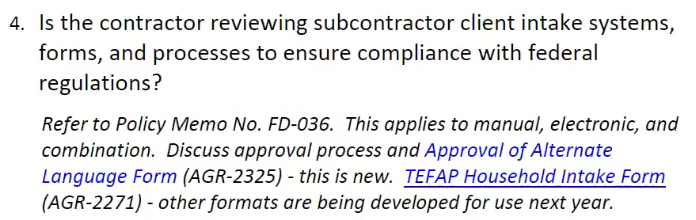 4. Is the contractor reviewing subcontractor client intake systems,
forms, and processes to ensure compliance with federal
regulations?
Refer to Policy Memo No. FD-036. This applies to manual, electronic, and
combination. Discuss approval process and Approval of Alternate
Language Form (AGR-2325) - this is new. TEFAP Household Intake Form
(AGR-2271) - other formats are being developed for use next year.